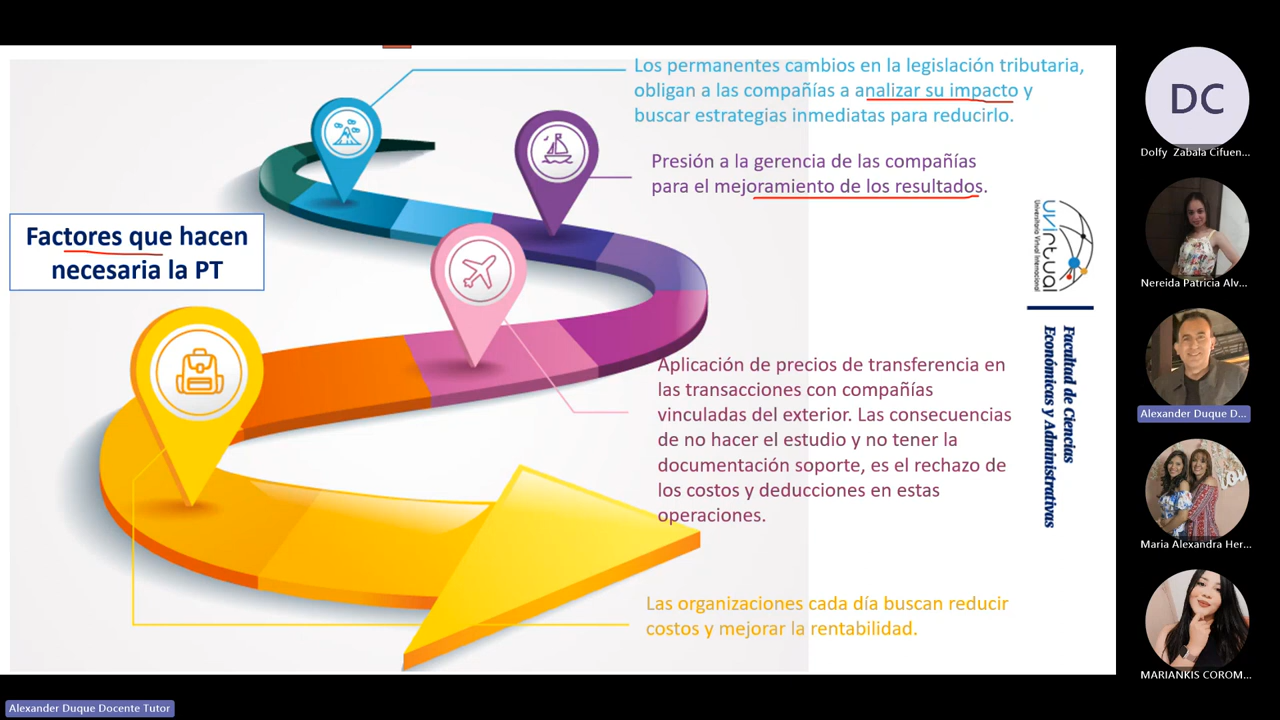 Los permanentes cambios en la legislación tributaria,
obligan a las compañías a analizar su impacto y
buscar estrategias inmediatas para reducirlo.
Presión a la gerencia de las compañías
para el mejoramiento de los resultados.
Factores que hacen
necesaria la PT
Aplicación de precios de transferencia en
las transacciones con compañías
vinculadas del exterior. Las consecuencias
de no hacer el estudio y no tener la
documentación soporte, es el rechazo de
los costos y deducciones en estas
operaciones.
Las organizaciones cada día buscan reducir
costos y mejorar la rentabilidad.
UVirtual
Universitaria Virtual Internacional
Facultad de Ciencias
Económicas y Administrativas
DC
Dolfy Zabala Cifuen...
Nereida Patricia Alv...
Alexander Duque D...
Maria Alexandra Her...
MARIANKIS COROM...
Alexander Duque Docente Tutor